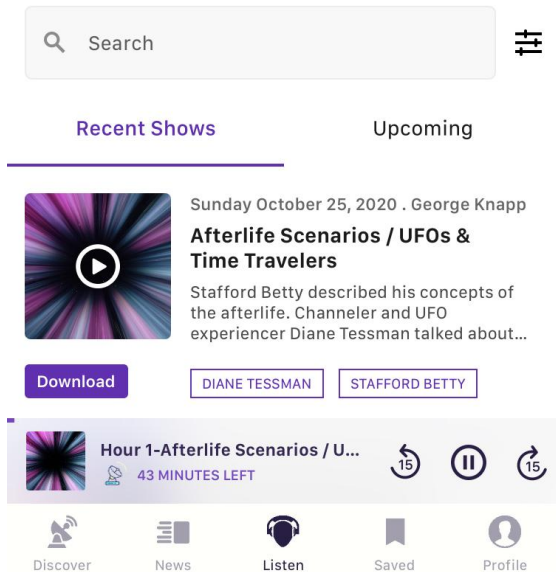 Search
Recent Shows
Upcoming
Sunday October 25, 2020 . George Knapp
Afterlife Scenarios / UFOs &
Time Travelers
Stafford Betty described his concepts of
the afterlife. Channeler and UFO
experiencer Diane Tessman talked about...
Download
DIANE TESSMAN
STAFFORD BETTY
Hour 1-Afterlife Scenarios / U...
43 MINUTES LEFT
15
15
Discover
News
Listen
Saved
Profile